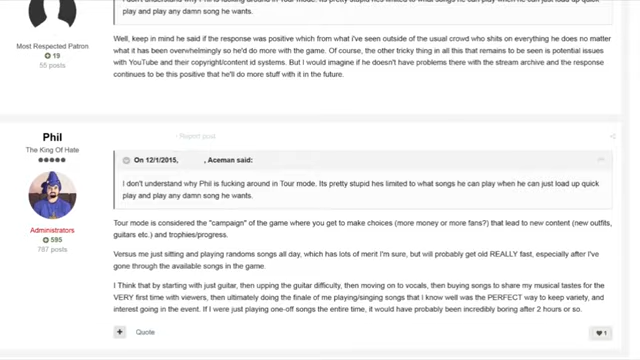 I don't understand why Phil is fucking around in Tour mode. Its pretty stupid hes limited to what songs he can play when he can just load up quick
play and play any damn song he wants.
Most Respected Patron
19
55 posts
Well, keep in mind he said if the response was positive which from what i've seen outside of the usual crowd who shits on everything he does no matter
what it has been overwhelmingly so he'd do more with the game. Of course, the other tricky thing in all this that remains to be seen is potential issues
with YouTube and their copyright/content id systems. But I would imagine if he doesn't have problems there with the stream archive and the response
continues to be this positive that he'll do more stuff with it in the future.
Phil
The King Of Hate
Administrators
595
787 posts
Report post
On 12/1/2015, , Aceman said:
I don't understand why Phil is fucking around in Tour mode. Its pretty stupid hes limited to what songs he can play when he can just load up quick
play and play any damn song he wants.
Tour mode is considered the "campaign" of the game where you get to make choices (more money or more fans?) that lead to new content (new outfits,
guitars etc.) and trophies/progress.
Versus me just sitting and playing randoms songs all day, which has lots of merit I'm sure, but will probably get old REALLY fast, especially after I've
gone through the available songs in the game.
I Think that by starting with just guitar, then upping the guitar difficulty, then moving on to vocals, then buying songs to share my musical tastes for the
VERY first time with viewers, then ultimately doing the finale of me playing/singing songs that I know well was the PERFECT way to keep variety, and
interest going in the event. If I were just playing one-off songs the entire time, it would have probably been incredibly boring after 2 hours or so.
+ Quote
1